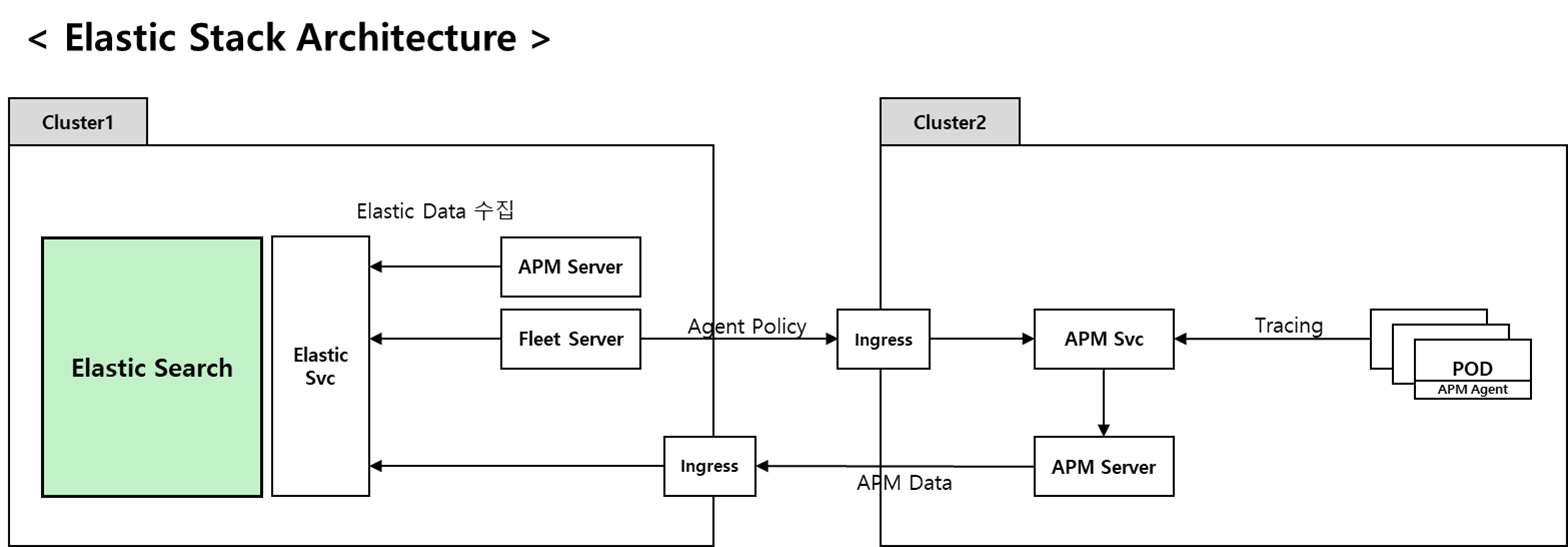 < Elastic Stack Architecture >
Cluster1
Cluster2
Elastic Data 수집
Elastic Search
Elastic
Svc
APM Server
Fleet Server
Agent Policy
Ingress
APM Svc
Tracing
POD
APM Agent
Ingress
APM Data
APM Server